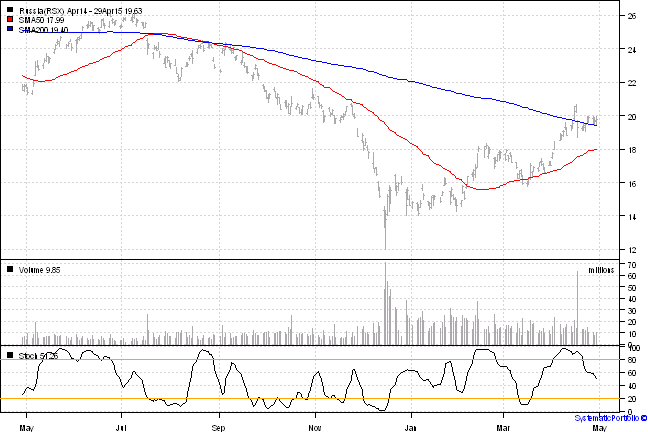 Russia(RSX) Apr14 - 29Apr15 19.63
SMA50 17.99
SMA200 19.40
26
24
22
20
18
16
14
12
Volume 9.85
millions
70
60
50
40
30
20
10
0
Stoch 51.26
100
80
60
40
20
0
May
Jul
Sep
Nov
Jan
Mar
May
SystematicPortfolio ©